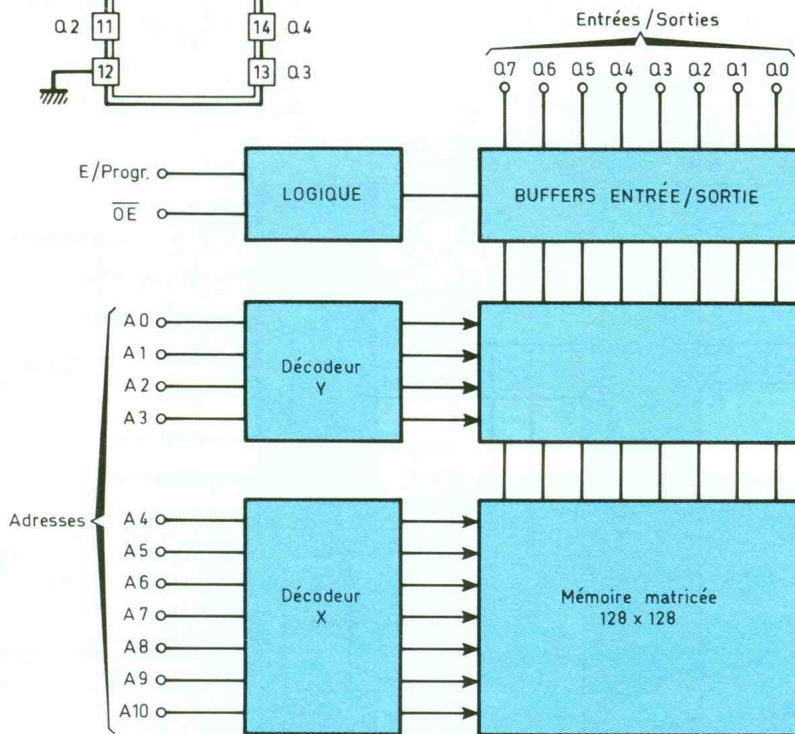 Q2 11 14 Q4
12 13 Q3
Entrées/Sorties
Q7 Q6 Q5 Q4 Q3 Q2 Q1 Q0
E/Progr.
OE
LOGIQUE
BUFFERS ENTRÉE/SORTIE
A0
A1
A2
A3
Décodeur
Y
Adresses
A4
A5
A6
A7
A8
A9
A10
Décodeur
X
Mémoire matricée
128 x 128